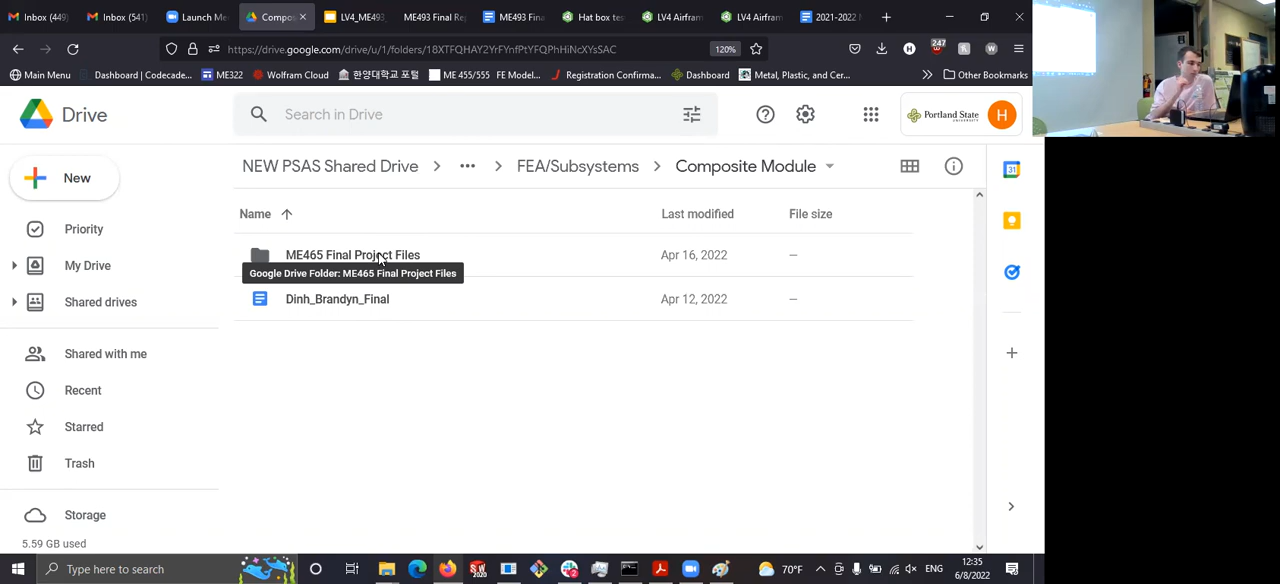 Inbox (449)
Inbox (541)
Launch Me
Compos
LV4_ME493
ME493 Final Re
ME493 Fina
Hat box tes
LV4 Airfram
LV4 Airfram
2021-2022
https://drive.google.com/drive/u/1/folders/18XTFQHAY2YrFYnfPtYFQPhHiNcXYsSAC
120%
247
Main Menu
Dashboard | Codecade...
ME322
Wolfram Cloud
한양대학교 포털
ME 455/555 FE Model...
Registration Confirma...
Dashboard
Metal, Plastic, and Cer...
Other Bookmarks
Drive
Search in Drive
Portland State
H
New
NEW PSAS Shared Drive
FEA/Subsystems
Composite Module
31
Name
Last modified
File size
Priority
My Drive
Shared drives
Shared with me
Recent
Starred
Trash
Storage
5.59 GB used
ME465 Final Project Files
Apr 16, 2022
–
Google Drive Folder: ME465 Final Project Files
Dinh_Brandyn_Final
Apr 12, 2022
–
Type here to search
70°F
ENG
12:35
6/8/2022